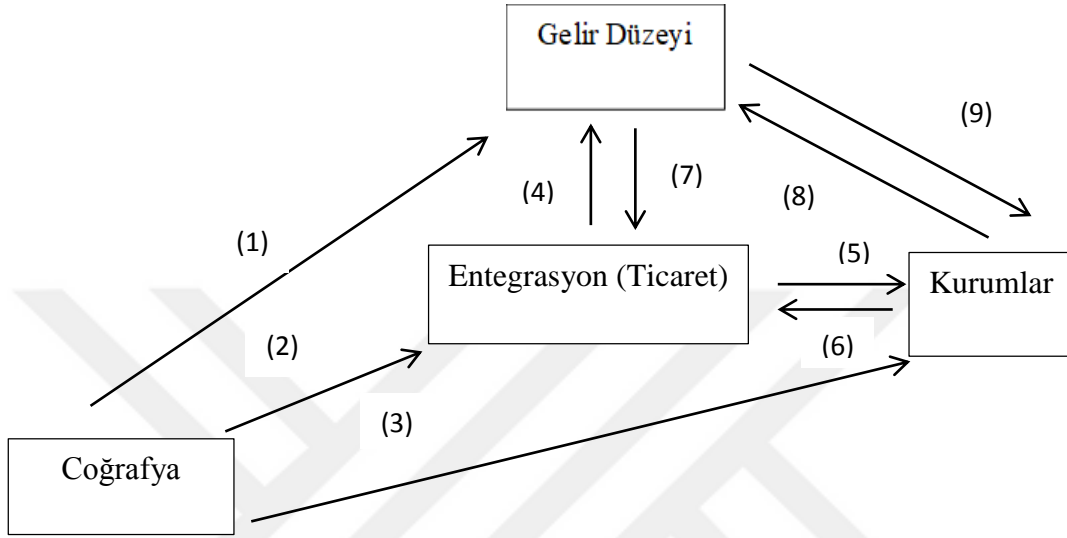 Gelir Düzeyi
(9)
(4)
(7)
(8)
(1)
Entegrasyon (Ticaret)
(5)
Kurumlar
(2)
(6)
(3)
Coğrafya